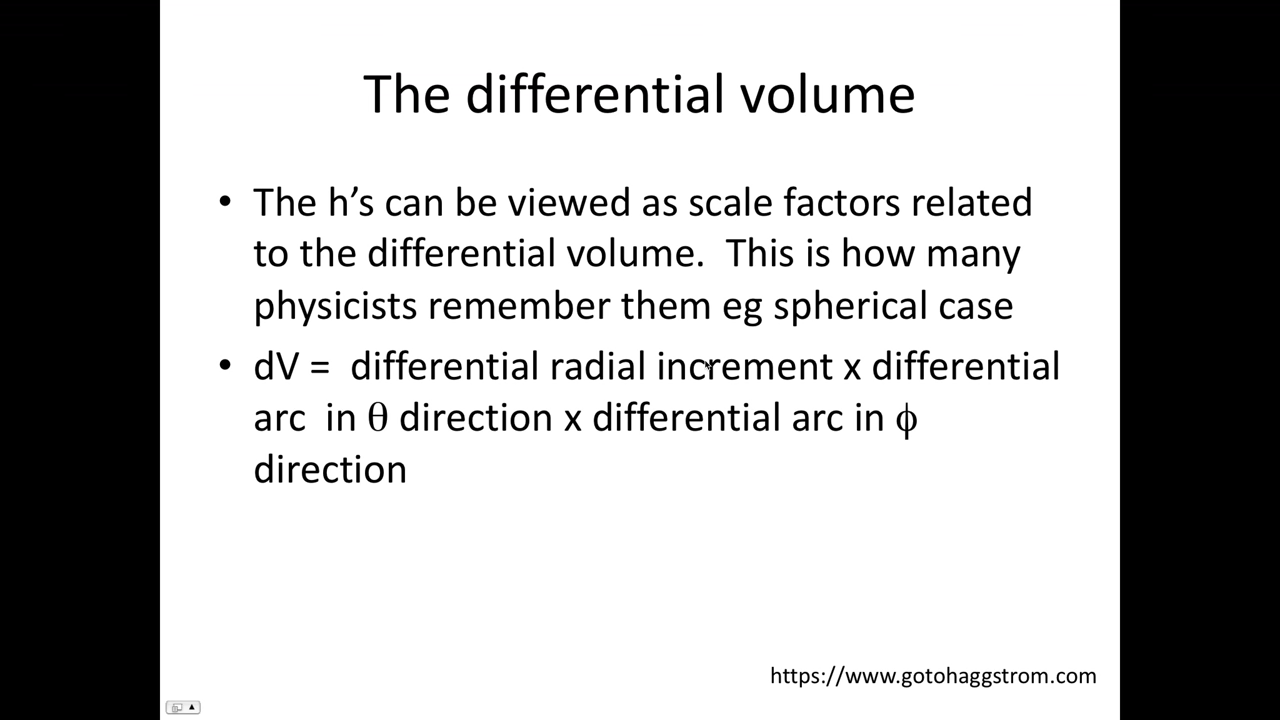 The differential volume
• The h’s can be viewed as scale factors related
to the differential volume.  This is how many
physicists remember them eg spherical case
• dV =  differential radial increment x differential
arc  in θ direction x differential arc in ϕ
direction
https://www.gotohaggstrom.com